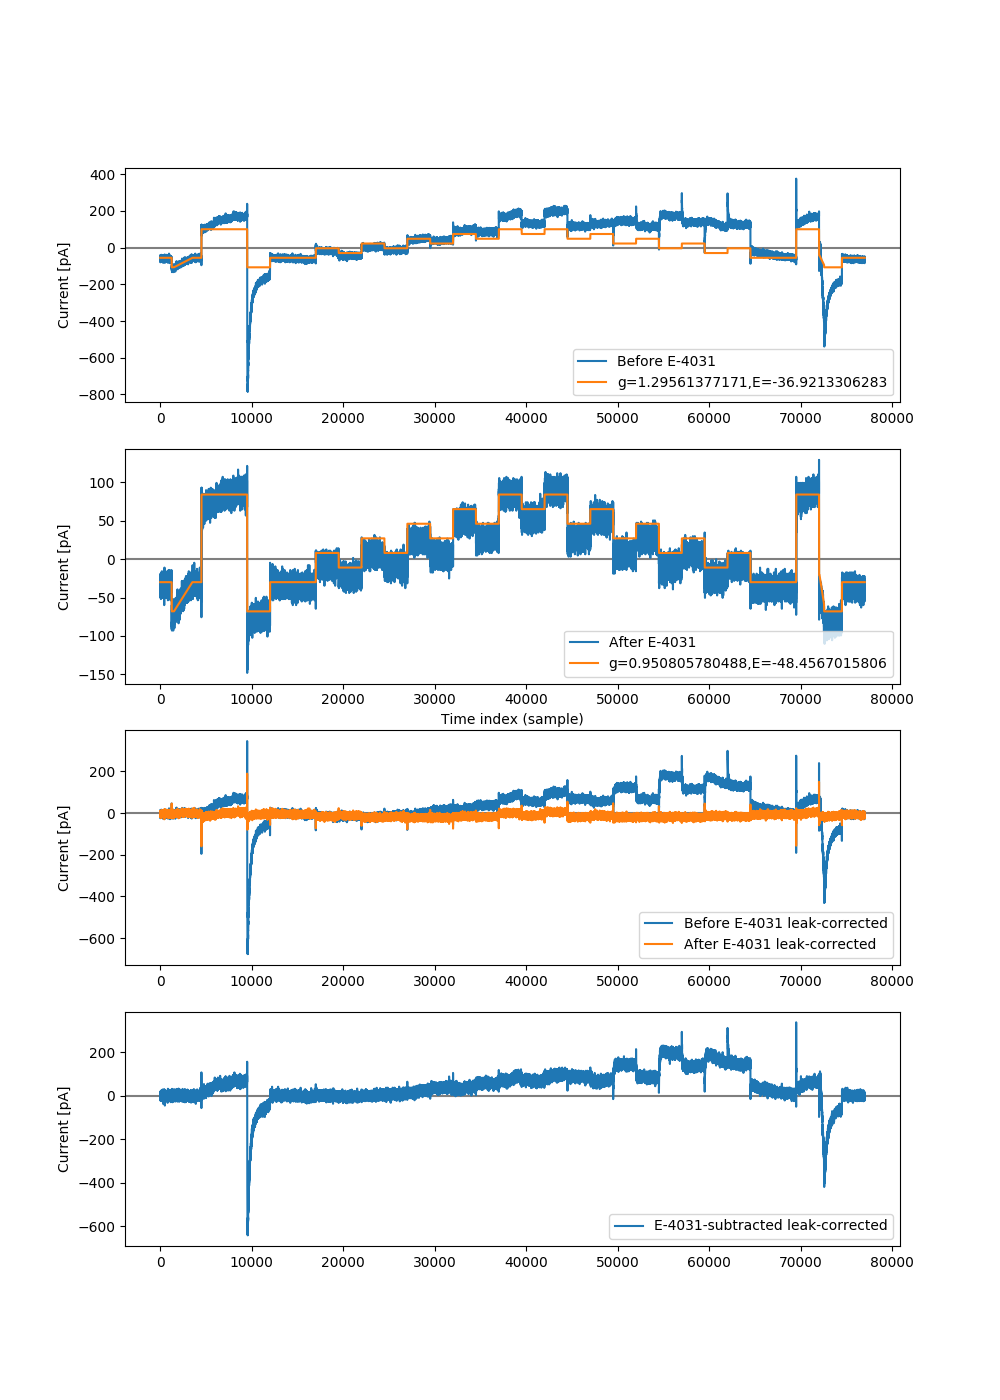 400
200
0
−200
−400
−600
−800
Current [pA]
Before E-4031
g=1.29561377171,E=-36.9213306283
0 10000 20000 30000 40000 50000 60000 70000 80000
100
50
0
−50
−100
−150
Current [pA]
After E-4031
g=0.950805780488,E=-48.4567015806
0 10000 20000 30000 40000 50000 60000 70000 80000
Time index (sample)
200
0
−200
−400
−600
Current [pA]
Before E-4031 leak-corrected
After E-4031 leak-corrected
0 10000 20000 30000 40000 50000 60000 70000 80000
200
0
−200
−400
−600
Current [pA]
E-4031-subtracted leak-corrected
0 10000 20000 30000 40000 50000 60000 70000 80000